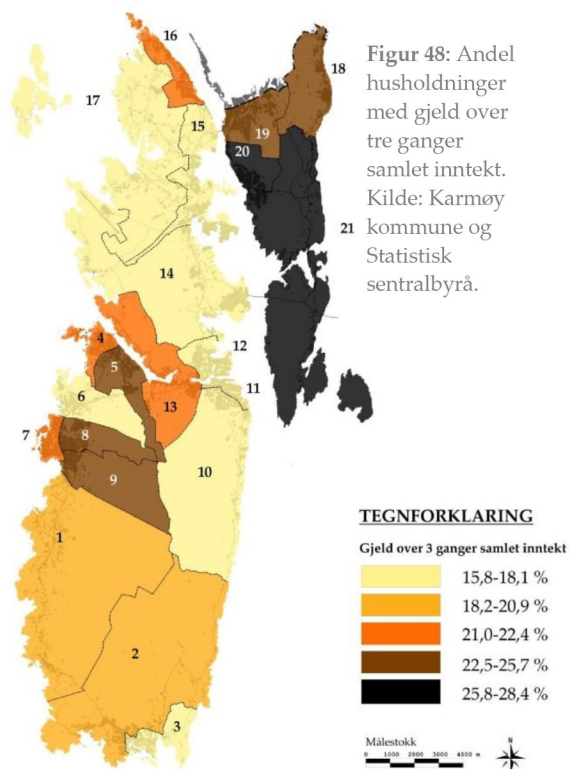 Figur 48: Andel
husholdninger
med gjeld over
tre ganger
samlet inntekt.
Kilde: Karmøy
kommune og
Statistisk
sentralbyrå.
16
18
17
15
19
20
21
14
4
12
5
11
6
13
7
8
10
9
1
2
3
TEGNFORKLARING
Gjeld over 3 ganger samlet inntekt
15,8-18,1 %
18,2-20,9 %
21,0-22,4 %
22,5-25,7 %
25,8-28,4 %
Målestokk
0 1000 2000 3000 4000 m
N